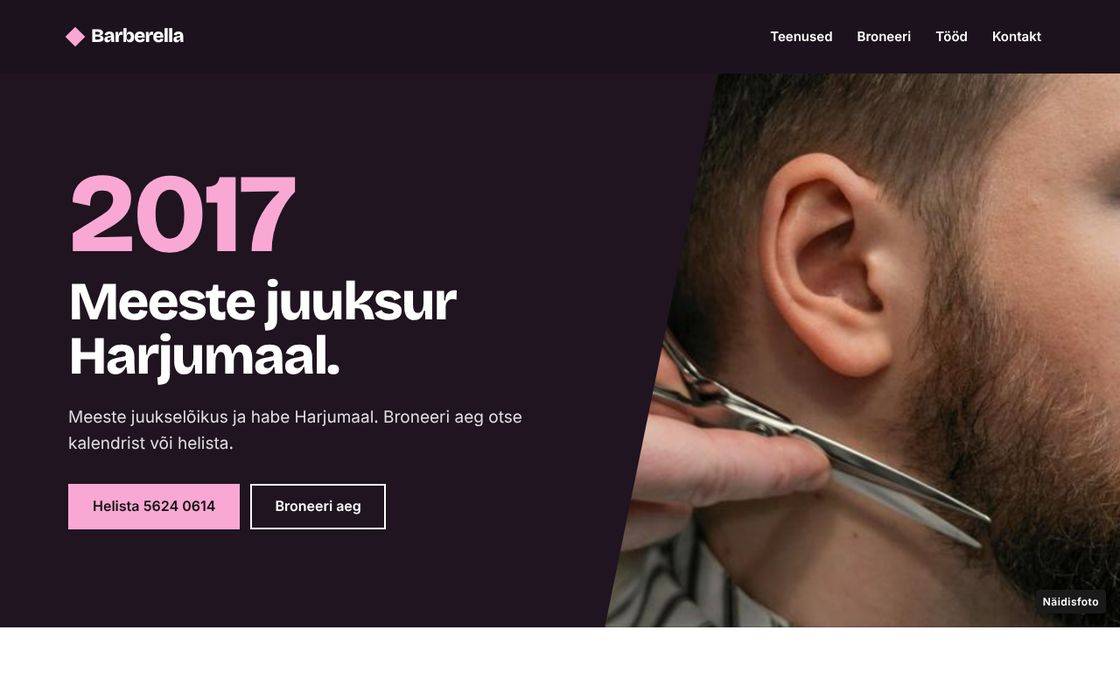 Barberella
Teenused Broneeri Tööd Kontakt
2017
Meeste juuksur
Harjumaal.
Meeste juukselõikus ja habe Harjumaal. Broneeri aeg otse
kalendrist või helista.
Helista 5624 0614 Broneeri aeg
Näidisfoto